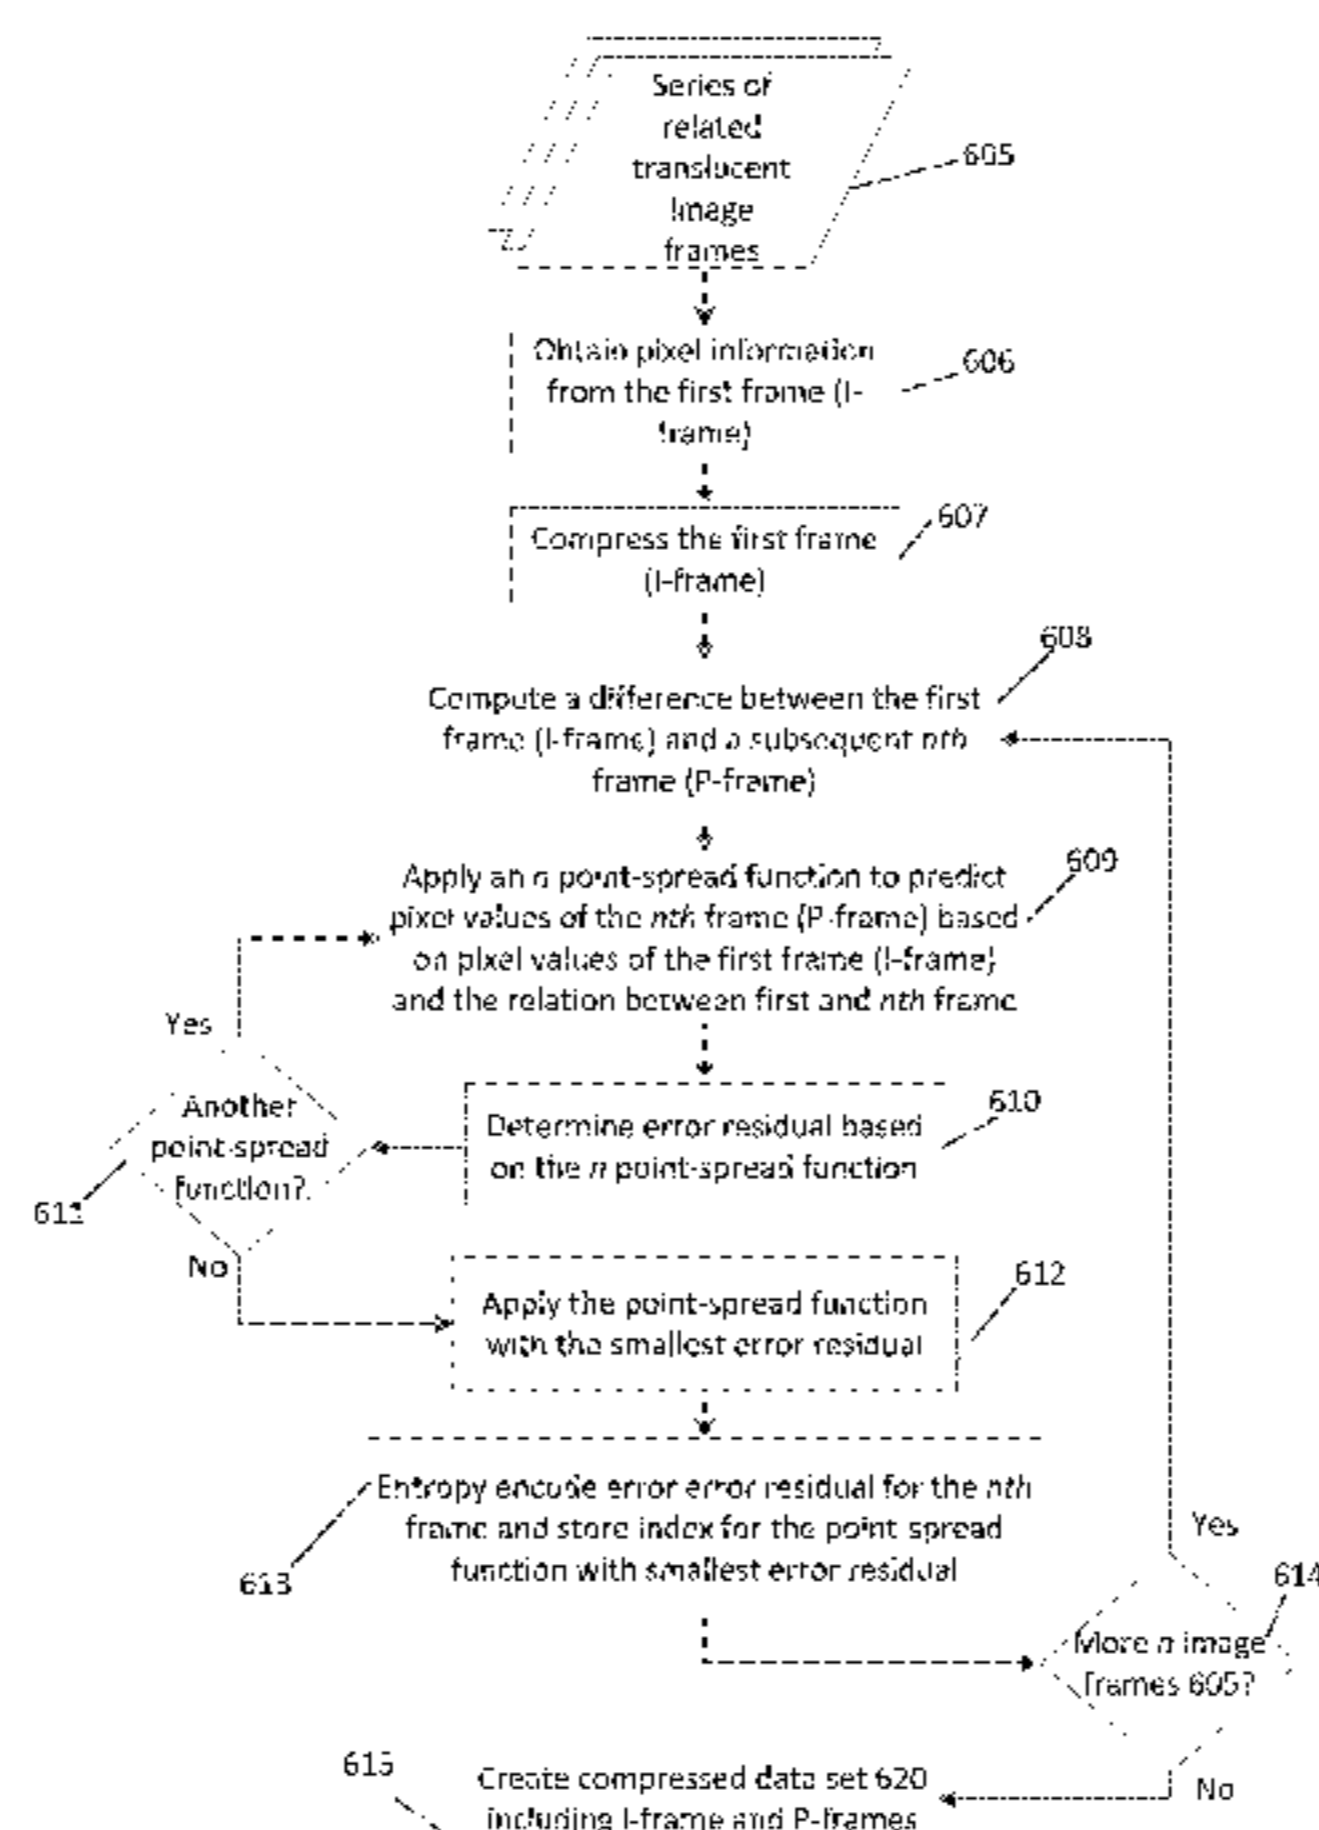 Series of
related
translucent
Image
frames
605
Obtain pixel information
from the first frame (I-
frame)
606
Compress the first frame
(I-frame)
607
608
Compute a difference between the first
frame (I-frame) and a subsequent nth
frame (P-frame)
609
Apply an n point-spread function to predict
pixel values of the nth frame (P-frame) based
on pixel values of the first frame (I-frame)
and the relation between first and nth frame
Yes
Another
point-spread
function?
611
No
610
Determine error residual based
on the n point-spread function
612
Apply the point-spread function
with the smallest error residual
Entropy encode error error residual for the nth
frame and store index for the point spread
function with smallest error residual
613
Yes
614
More n image
frames 605?
No
615
Create compressed data set 620
including I-frame and P-frames